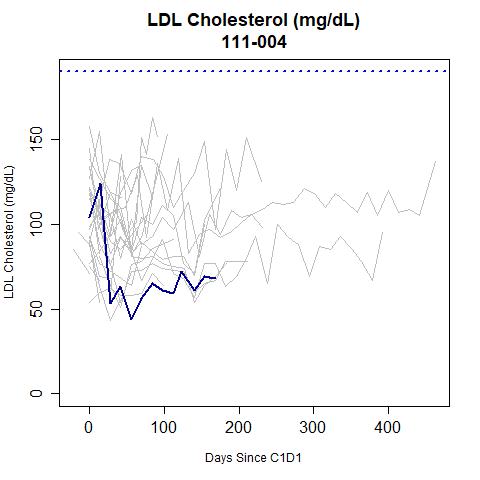 LDL Cholesterol (mg/dL)
111-004
LDL Cholesterol (mg/dL)
150
100
50
0
0 100 200 300 400
Days Since C1D1